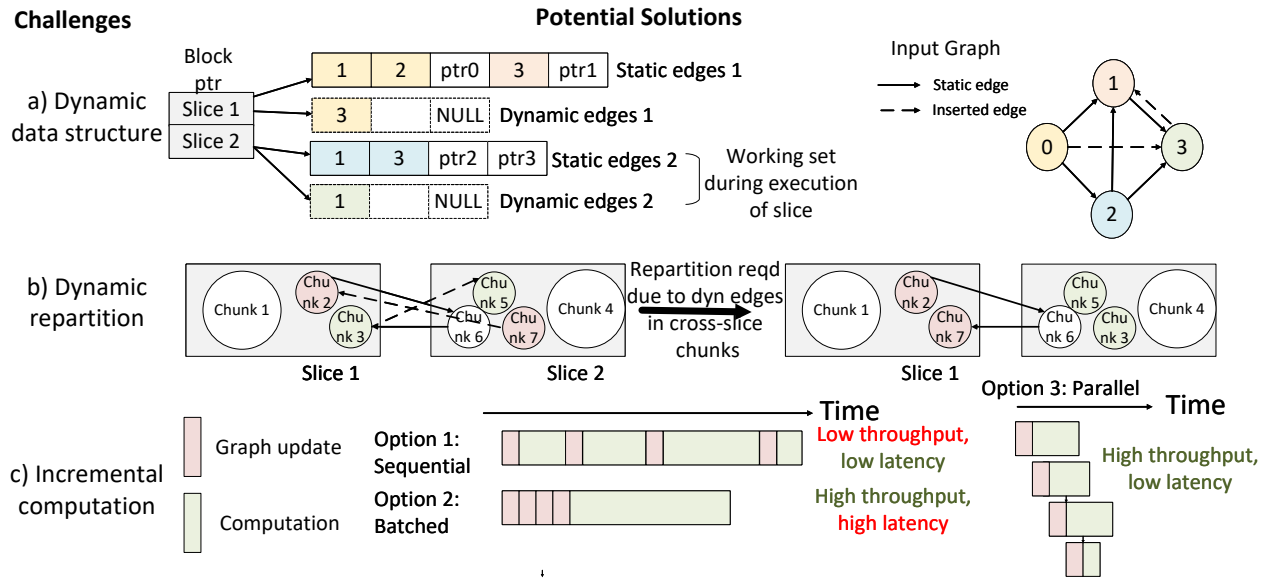 Challenges
Potential Solutions
Block
ptr
Slice 1
Slice 2
a) Dynamic
data structure
1 2 ptr0 3 ptr1
Static edges 1
3 NULL
Dynamic edges 1
1 3 ptr2 ptr3
Static edges 2
1 NULL
Dynamic edges 2
Working set
during execution
of slice
Input Graph
Static edge
Inserted edge
1
0
3
2
b) Dynamic
repartition
Chunk 1
Chu
nk 2
Chu
nk 3
Slice 1
Chu
nk 5
Chu
nk 6
Chu
nk 7
Chunk 4
Slice 2
Repartition reqd
due to dyn edges
in cross-slice
chunks
Chunk 1
Chu
nk 2
Chu
nk 7
Slice 1
Chu
nk 5
Chu
nk 6
Chu
nk 3
Chunk 4
Slice 2
c) Incremental
computation
Graph update
Computation
Time
Option 1:
Sequential
Low throughput,
low latency
Option 2:
Batched
High throughput,
high latency
Option 3: Parallel
Time
High throughput,
low latency